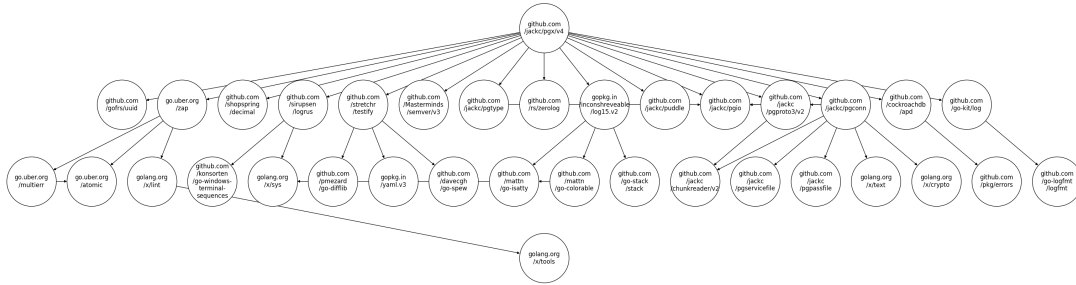 github.com
/jackc/pgx/v4
github.com
/gofrs/uuid
go.uber.org
/zap
github.com
/shopspring
/decimal
github.com
/sirupsen
/logrus
github.com
/stretchr
/testify
github.com
/Masterminds
/semver/v3
github.com
/jackc/pgtype
github.com
/rs/zerolog
gopkg.in
/inconshreveable
/log15.v2
github.com
/jackc/puddle
github.com
/jackc/pgio
github.com
/jackc
/pgproto3/v2
github.com
/jackc/pgconn
github.com
/cockroachdb
/apd
github.com
/go-kit/log
go.uber.org
/multierr
go.uber.org
/atomic
golang.org
/x/lint
github.com
/konsorten
/go-windows-
terminal-
sequences
golang.org
/x/sys
github.com
/pmezard
/go-difflib
gopkg.in
/yaml.v3
github.com
/davecgh
/go-spew
github.com
/mattn
/go-isatty
github.com
/mattn
/go-colorable
github.com
/go-stack
/stack
github.com
/jackc
/chunkreader/v2
github.com
/jackc
/pgservicefile
github.com
/jackc
/pgpassfile
golang.org
/x/text
golang.org
/x/crypto
github.com
/pkg/errors
github.com
/go-logfmt
/logfmt
golang.org
/x/tools